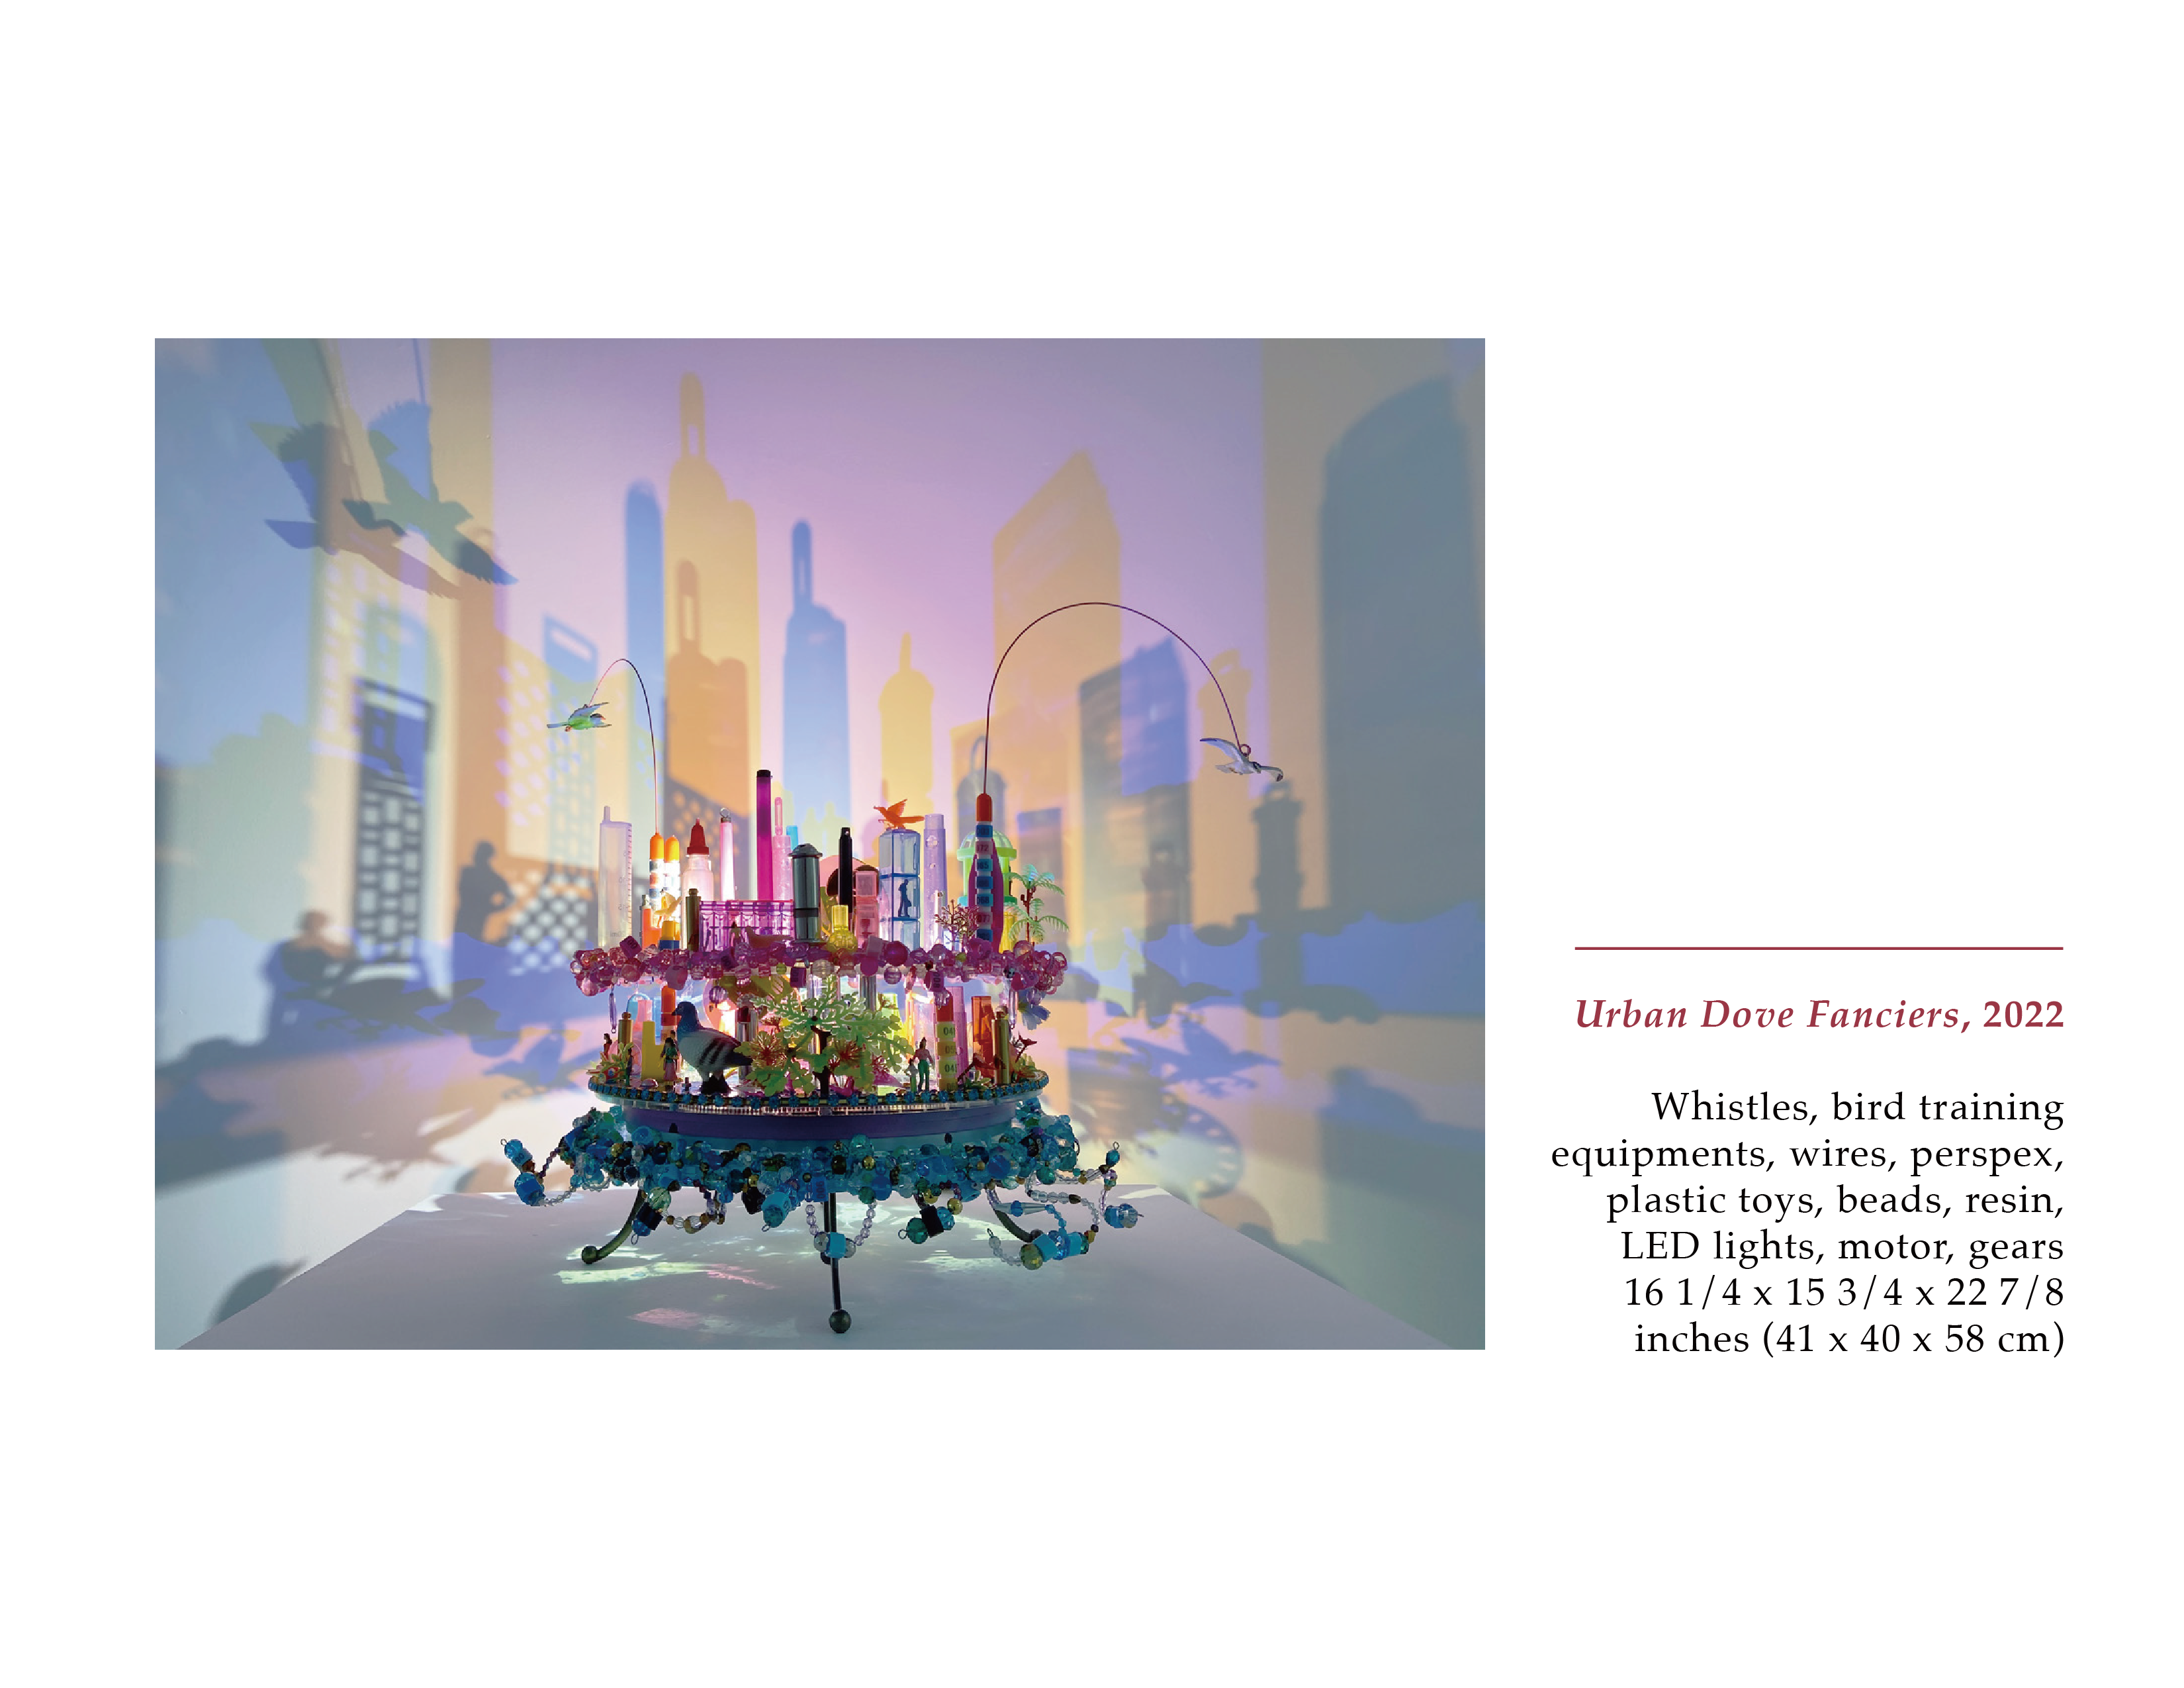 Urban Dove Fanciers, 2022
Whistles, bird training
equipments, wires, perspex,
plastic toys, beads, resin,
LED lights, motor, gears
16 1/4 x 15 3/4 x 22 7/8
inches (41 x 40 x 58 cm)